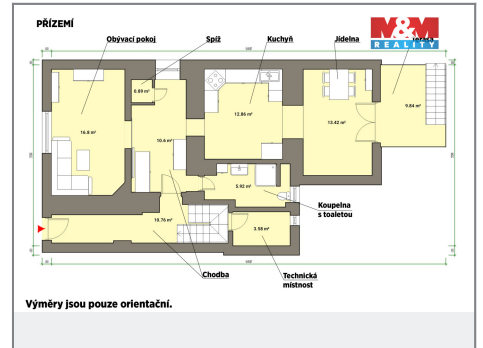 PŘÍZEMÍ
M&M
REALITY
Obývací pokoj
Spíž
Kuchyň
Jídelna
Terasa
0.89 m²
9.84 m²
16.8 m²
10.6 m²
12.86 m²
13.42 m²
5.92 m²
Koupelna
s toaletou
10.76 m²
3.58 m²
Chodba
Technická
místnost
Výměry jsou pouze orientační.